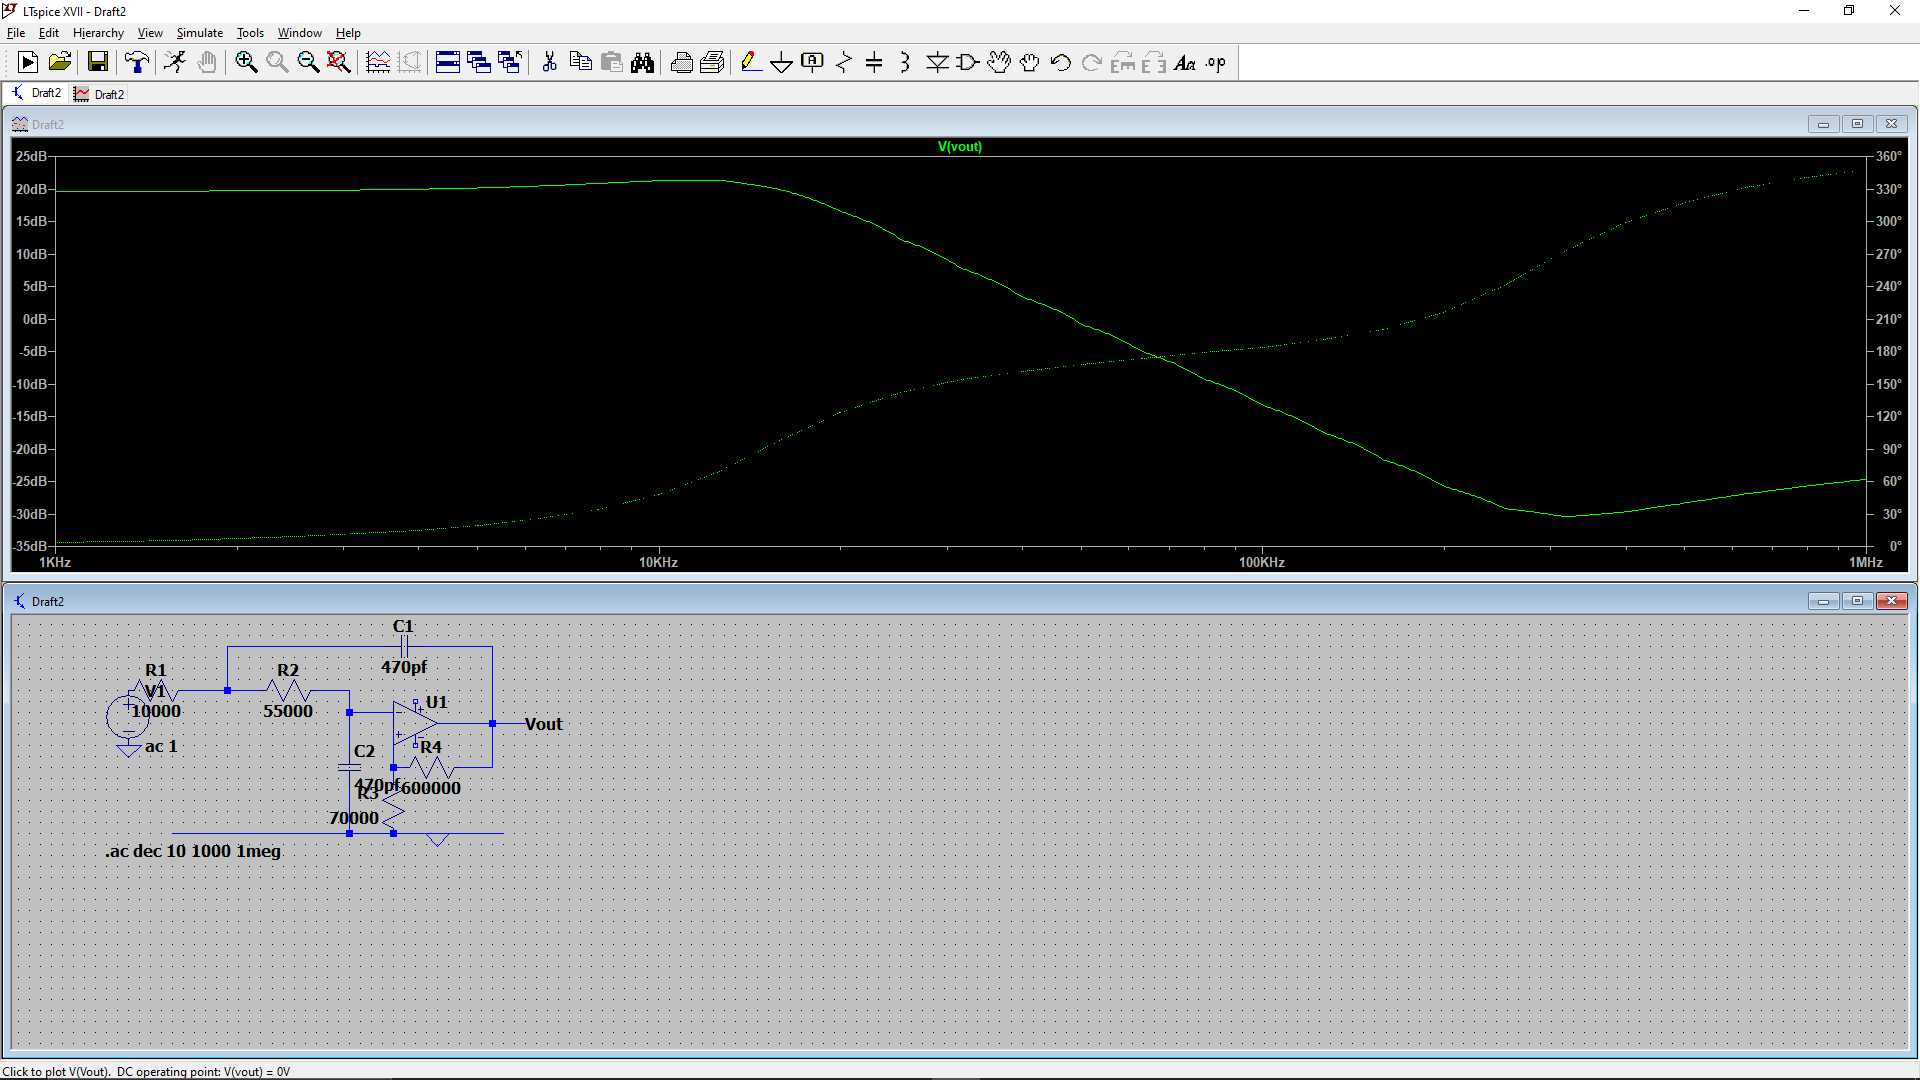 LTspice XVII - Draft2
File Edit Hierarchy View Simulate Tools Window Help
A Aa .op
Draft2 Draft2
Draft2
V(vout)
25dB 360°
20dB 330°
15dB 300°
10dB 270°
5dB 240°
0dB 210°
-5dB 180°
-10dB 150°
-15dB 120°
-20dB 90°
-25dB 60°
-30dB 30°
-35dB 0°
1KHz 10KHz 100KHz 1MHz
Draft2
C1
470pf
R1 R2
V1
10000 55000
U1
Vout
ac 1
C2 R4
470pf 600000
R3
70000
.ac dec 10 1000 1meg
Click to plot V(Vout). DC operating point: V(vout) = 0V